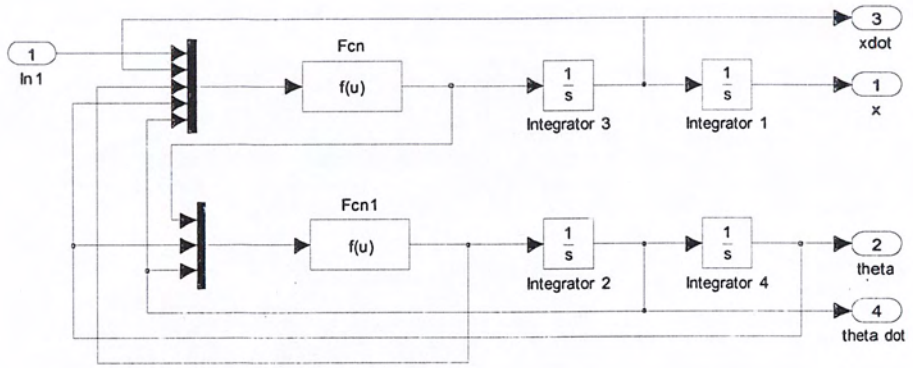 3
xdot
1
In1
Fcn
f(u)
1
s
Integrator 3
1
s
Integrator 1
1
x
Fcn1
f(u)
1
s
Integrator 2
1
s
Integrator 4
2
theta
4
theta dot